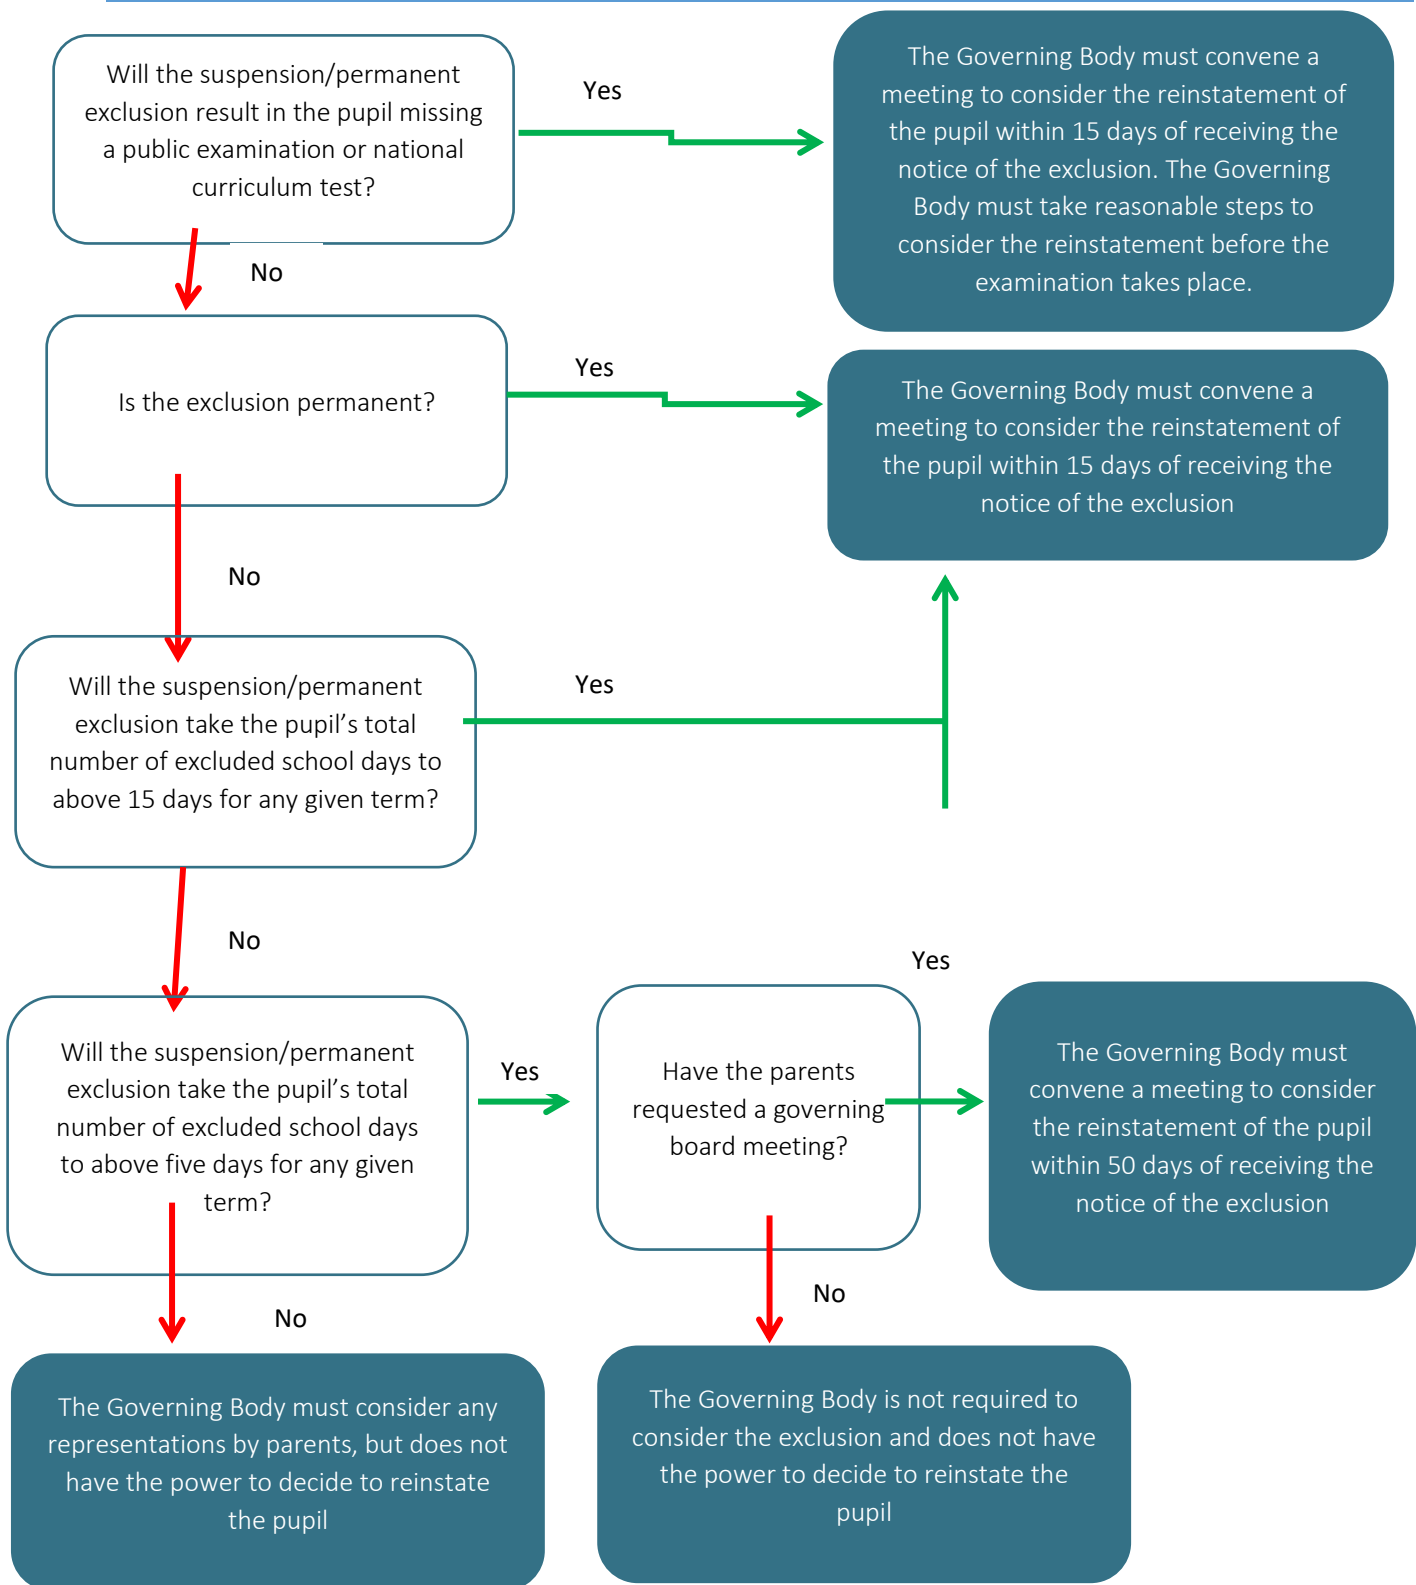 Will the suspension/permanent
exclusion result in the pupil missing
a public examination or national
curriculum test?
Yes
The Governing Body must convene a
meeting to consider the reinstatement of
the pupil within 15 days of receiving the
notice of the exclusion. The Governing
Body must take reasonable steps to
consider the reinstatement before the
examination takes place.
No
Is the exclusion permanent?
Yes
The Governing Body must convene a
meeting to consider the reinstatement of
the pupil within 15 days of receiving the
notice of the exclusion
No
Will the suspension/permanent
exclusion take the pupil’s total
number of excluded school days to
above 15 days for any given term?
Yes
No
Will the suspension/permanent
exclusion take the pupil’s total
number of excluded school days
to above five days for any given
term?
Yes
Have the parents
requested a governing
board meeting?
Yes
The Governing Body must
convene a meeting to consider
the reinstatement of the pupil
within 50 days of receiving the
notice of the exclusion
No
No
The Governing Body must consider any
representations by parents, but does not
have the power to decide to reinstate
the pupil
The Governing Body is not required to
consider the exclusion and does not have
the power to decide to reinstate the
pupil